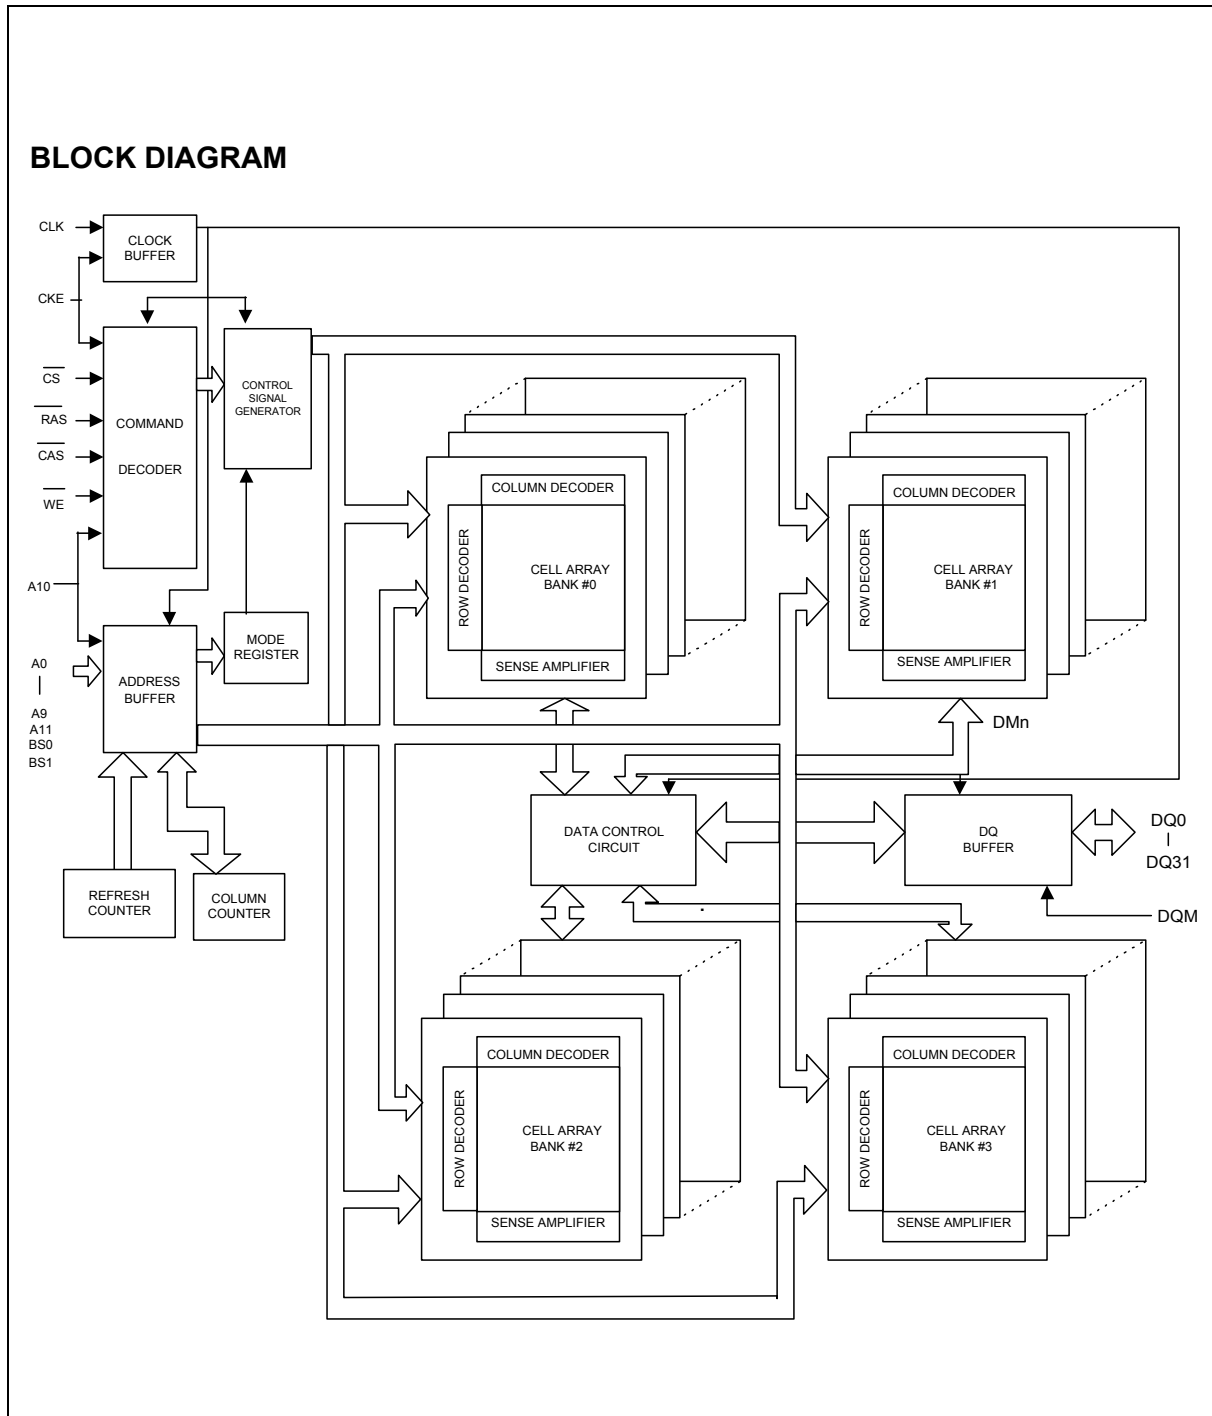 BLOCK DIAGRAM
CLK
CLOCK
BUFFER
CKE
CS
RAS
CAS
WE
COMMAND
DECODER
CONTROL
SIGNAL
GENERATOR
A10
A0
A9
A11
BS0
BS1
ADDRESS
BUFFER
MODE
REGISTER
REFRESH
COUNTER
COLUMN
COUNTER
COLUMN DECODER
ROW DECODER
CELL ARRAY
BANK #0
SENSE AMPLIFIER
COLUMN DECODER
ROW DECODER
CELL ARRAY
BANK #1
SENSE AMPLIFIER
DMn
DATA CONTROL
CIRCUIT
DQ
BUFFER
DQ0
DQ31
DQM
COLUMN DECODER
ROW DECODER
CELL ARRAY
BANK #2
SENSE AMPLIFIER
COLUMN DECODER
ROW DECODER
CELL ARRAY
BANK #3
SENSE AMPLIFIER